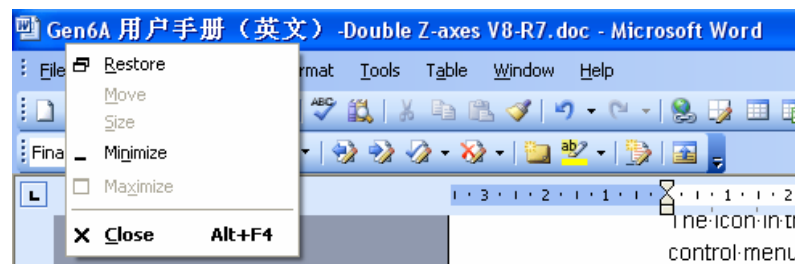 Gen6A 用户手册（英文）-Double Z-axes V8-R7.doc - Microsoft Word
File
rmat Tools Table Window Help
Restore
Move
Size
Minimize
Maximize
Close Alt+F4
ABC
Fina
ab
L
3 2 1 1 2
The icon in t
control menu